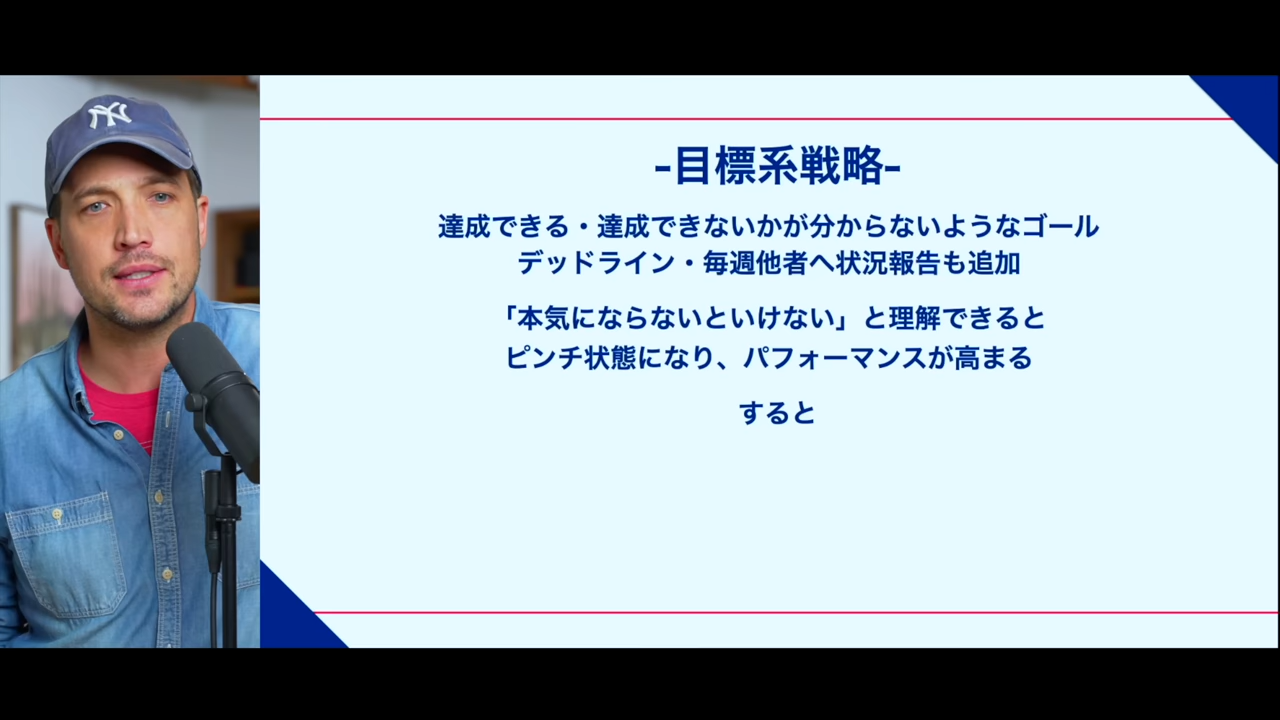 NY
-目標系戦略-
達成できる・達成できないかが分からないようなゴール
デッドライン・毎週他者へ状況報告も追加
「本気にならないといけない」と理解できると
ピンチ状態になり、パフォーマンスが高まる
すると